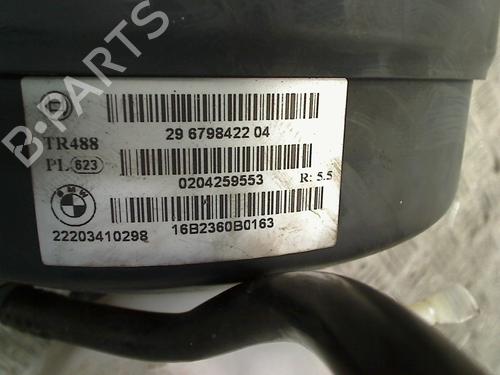 B-PARTS
29 6798422 04
TR488
PL 623
0204259553 R: 5.5
BMW
16B2360B0163
22203410298